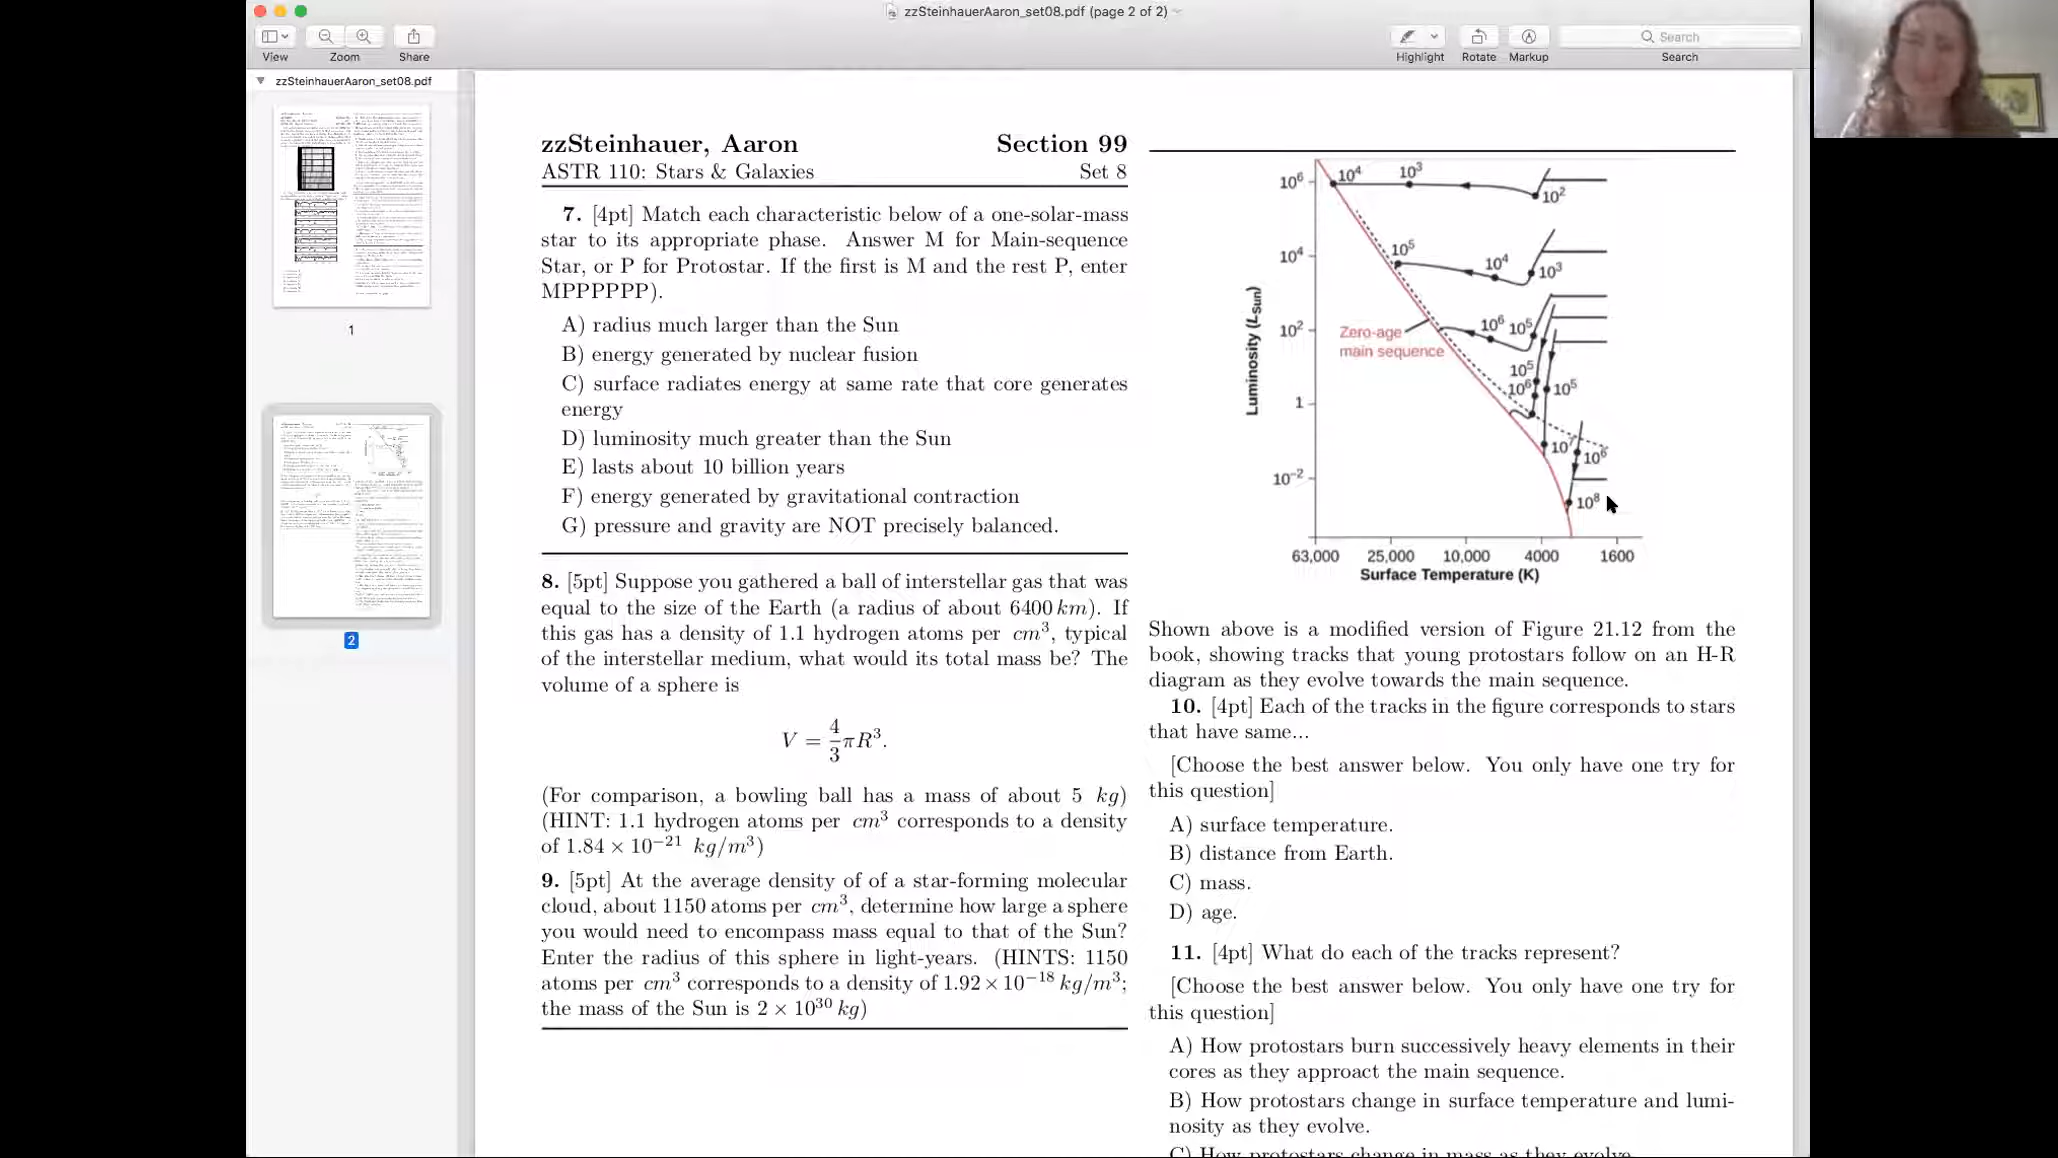 zzSteinhauerAaron_set08.pdf (page 2 of 2)
View
Zoom
Share
Highlight
Rotate
Markup
Search
Search
zzSteinhauerAaron_set08.pdf
1
2
zzSteinhauer, Aaron Section 99
ASTR 110: Stars & Galaxies Set 8
7. [4pt] Match each characteristic below of a one-solar-mass
star to its appropriate phase. Answer M for Main-sequence
Star, or P for Protostar. If the first is M and the rest P, enter
MPPPPPP).
A) radius much larger than the Sun
B) energy generated by nuclear fusion
C) surface radiates energy at same rate that core generates
energy
D) luminosity much greater than the Sun
E) lasts about 10 billion years
F) energy generated by gravitational contraction
G) pressure and gravity are NOT precisely balanced.
8. [5pt] Suppose you gathered a ball of interstellar gas that was
equal to the size of the Earth (a radius of about 6400 km). If
this gas has a density of 1.1 hydrogen atoms per cm³, typical
of the interstellar medium, what would its total mass be? The
volume of a sphere is
V = 4/3 πR³.
(For comparison, a bowling ball has a mass of about 5 kg)
(HINT: 1.1 hydrogen atoms per cm³ corresponds to a density
of 1.84 × 10⁻²¹ kg/m³)
9. [5pt] At the average density of of a star-forming molecular
cloud, about 1150 atoms per cm³, determine how large a sphere
you would need to encompass mass equal to that of the Sun?
Enter the radius of this sphere in light-years. (HINTS: 1150
atoms per cm³ corresponds to a density of 1.92 × 10⁻¹⁸ kg/m³;
the mass of the Sun is 2 × 10³⁰ kg)
Luminosity (LSun)
10⁶
10⁴
10²
1
10⁻²
10⁴ 10³ 10²
10⁵ 10⁴ 10³
10⁶ 10⁵
Zero-age
main sequence
10⁵
10⁶ 10⁵
10⁷ 10⁶
10⁸
63,000 25,000 10,000 4000 1600
Surface Temperature (K)
Shown above is a modified version of Figure 21.12 from the
book, showing tracks that young protostars follow on an H-R
diagram as they evolve towards the main sequence.
10. [4pt] Each of the tracks in the figure corresponds to stars
that have same...
[Choose the best answer below. You only have one try for
this question]
A) surface temperature.
B) distance from Earth.
C) mass.
D) age.
11. [4pt] What do each of the tracks represent?
[Choose the best answer below. You only have one try for
this question]
A) How protostars burn successively heavy elements in their
cores as they approact the main sequence.
B) How protostars change in surface temperature and lumi-
nosity as they evolve.
C) How protostars change in mass as they evolve